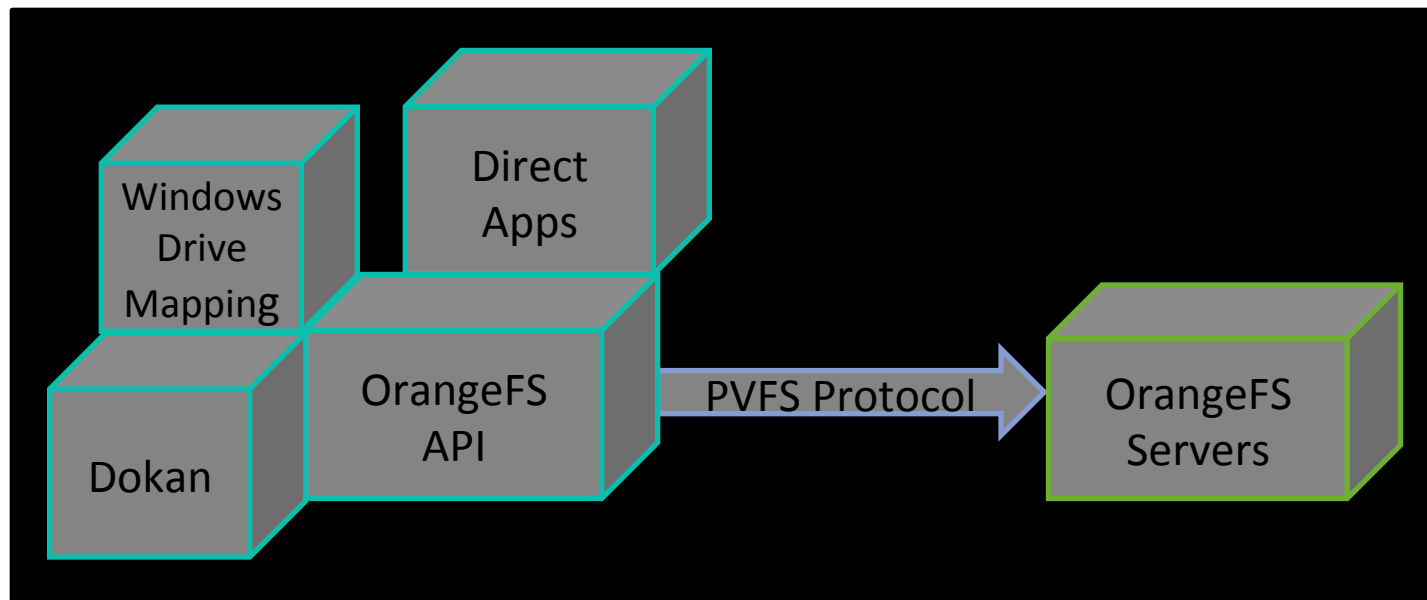 Windows
Drive
Mapping
Direct
Apps
Dokan
OrangeFS
API
PVFS Protocol
OrangeFS
Servers